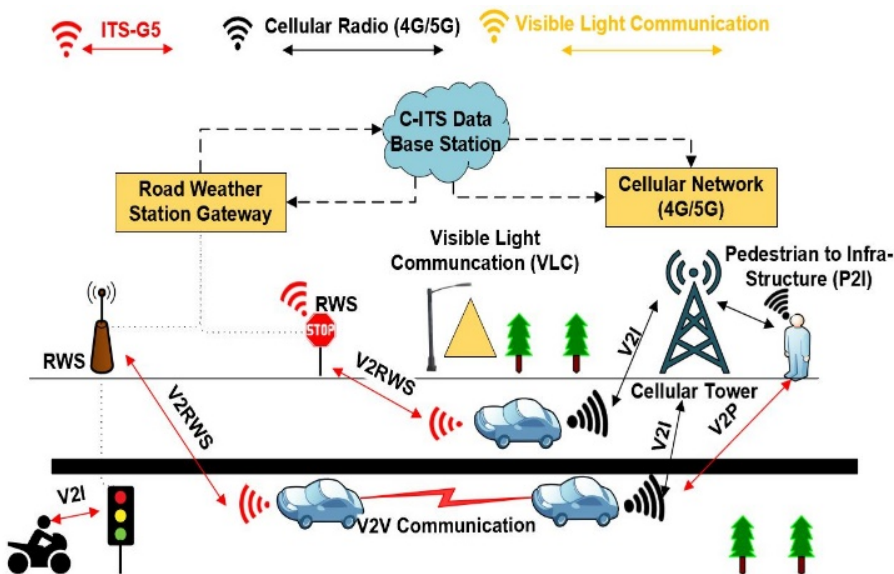 ITS-G5
Cellular Radio (4G/5G)
Visible Light Communication
C-ITS Data
Base Station
Road Weather
Station Gateway
Cellular Network
(4G/5G)
Visible Light
Communcation (VLC)
Pedestrian to Infra-
Structure (P2I)
RWS
STOP
RWS
V2I
V2RWS
V2RWS
Cellular Tower
V2I
V2P
V2I
V2V Communication